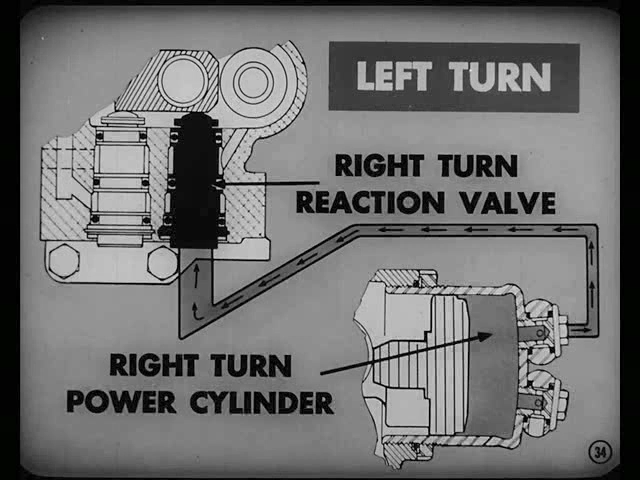 LEFT TURN
RIGHT TURN
REACTION VALVE
RIGHT TURN
POWER CYLINDER
34